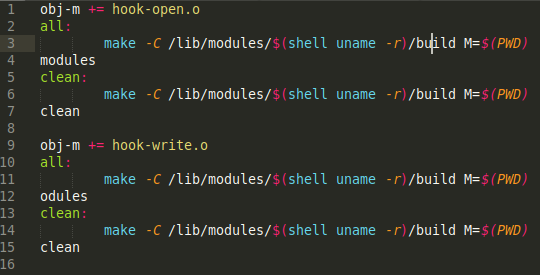 1 obj-m += hook-open.o
2 all:
3 make -C /lib/modules/$(shell uname -r)/build M=$(PWD)
4 modules
5 clean:
6 make -C /lib/modules/$(shell uname -r)/build M=$(PWD)
7 clean
8
9 obj-m += hook-write.o
10 all:
11 make -C /lib/modules/$(shell uname -r)/build M=$(PWD)
12 odules
13 clean:
14 make -C /lib/modules/$(shell uname -r)/build M=$(PWD)
15 clean
16